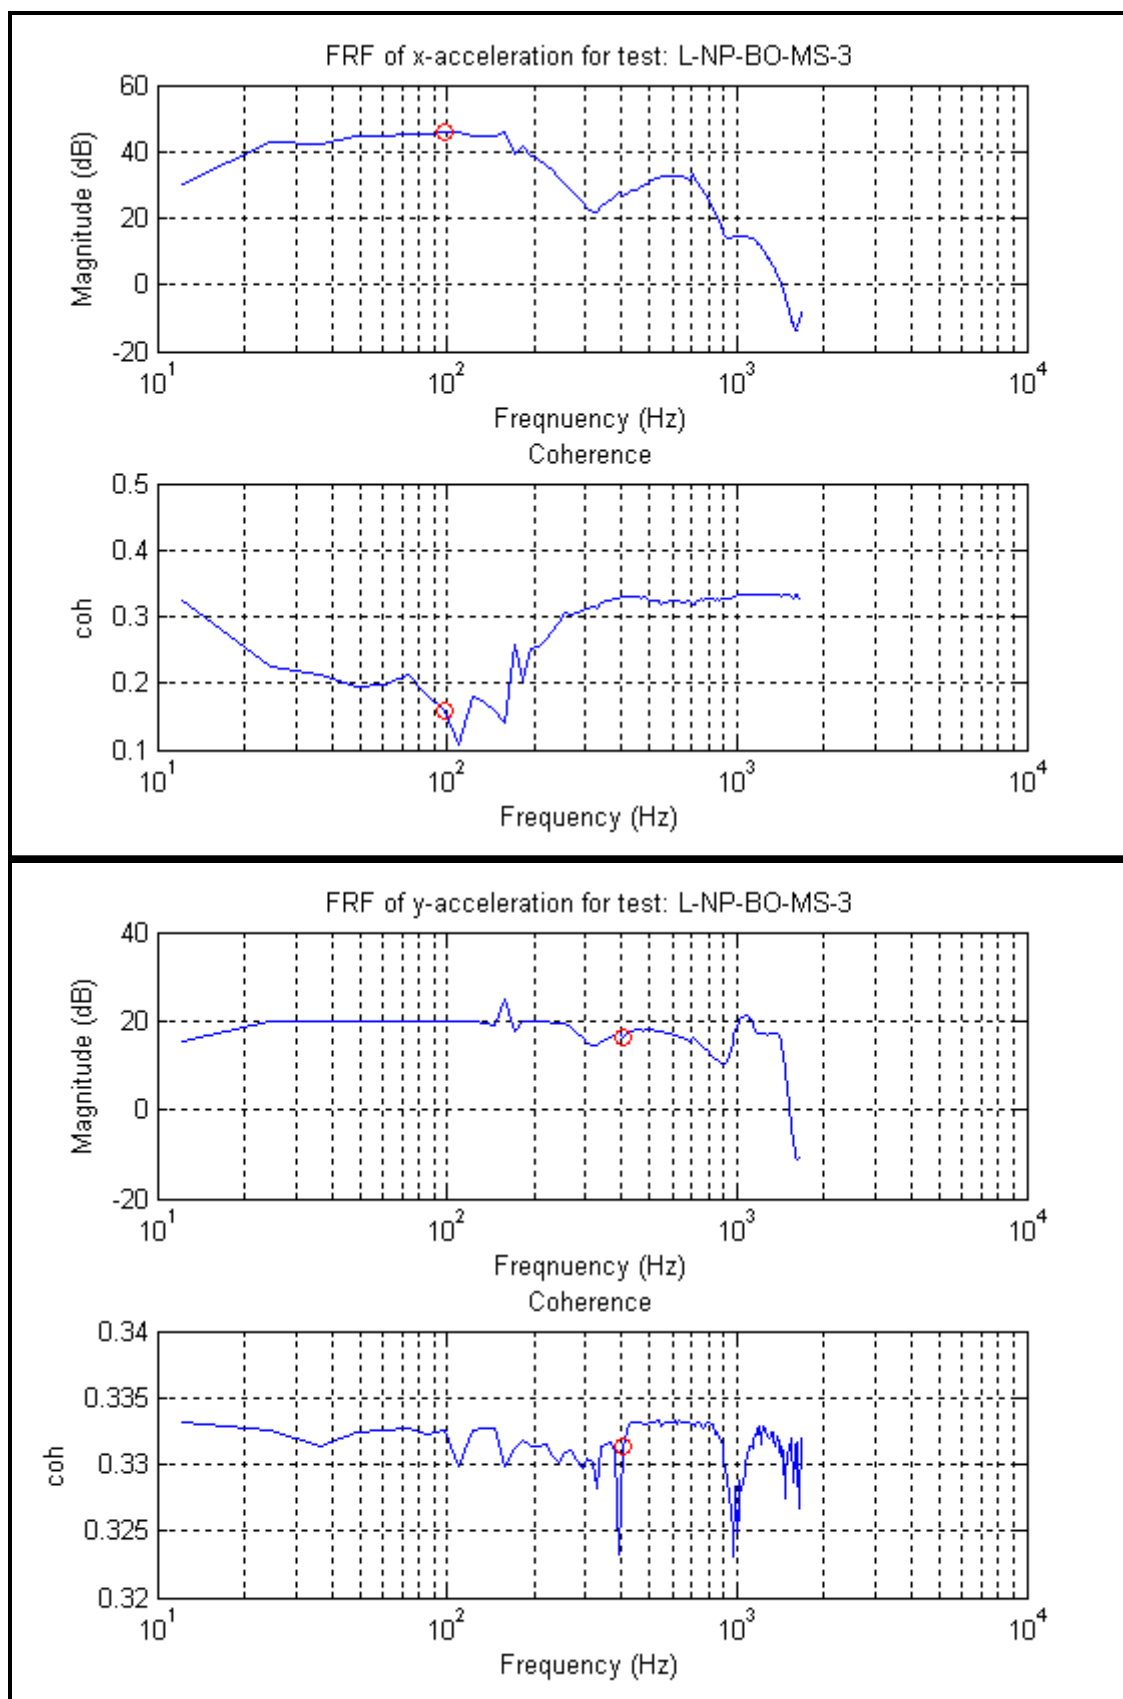 FRF of x-acceleration for test: L-NP-BO-MS-3
60
40
20
0
-20
Magnitude (dB)
10^1 10^2 10^3 10^4
Freqnuency (Hz)
Coherence
0.5
0.4
0.3
0.2
0.1
coh
10^1 10^2 10^3 10^4
Frequency (Hz)
FRF of y-acceleration for test: L-NP-BO-MS-3
40
20
0
-20
Magnitude (dB)
10^1 10^2 10^3 10^4
Freqnuency (Hz)
Coherence
0.34
0.335
0.33
0.325
0.32
coh
10^1 10^2 10^3 10^4
Frequency (Hz)